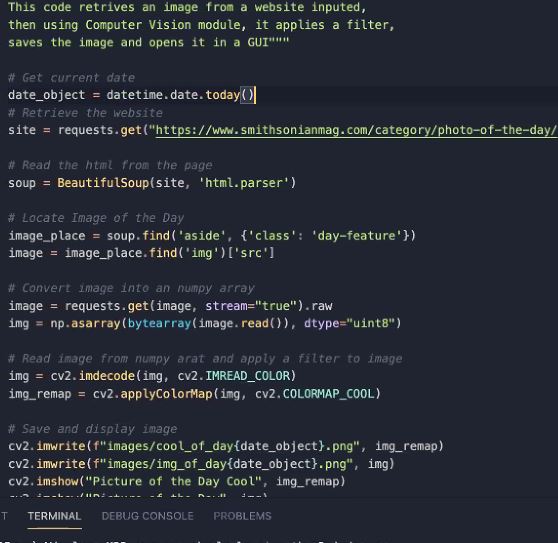 This code retrives an image from a website inputed,
then using Computer Vision module, it applies a filter,
saves the image and opens it in a GUI"""
# Get current date
date_object = datetime.date.today()
# Retrieve the website
site = requests.get("https://www.smithsonianmag.com/category/photo-of-the-day/
# Read the html from the page
soup = BeautifulSoup(site, 'html.parser')
# Locate Image of the Day
image_place = soup.find('aside', {'class': 'day-feature'})
image = image_place.find('img')['src']
# Convert image into an numpy array
image = requests.get(image, stream="true").raw
img = np.asarray(bytearray(image.read()), dtype="uint8")
# Read image from numpy arat and apply a filter to image
img = cv2.imdecode(img, cv2.IMREAD_COLOR)
img_remap = cv2.applyColorMap(img, cv2.COLORMAP_COOL)
# Save and display image
cv2.imwrite(f"images/cool_of_day{date_object}.png", img_remap)
cv2.imwrite(f"images/img_of_day{date_object}.png", img)
cv2.imshow("Picture of the Day Cool", img_remap)
cv2.imshow("Picture of the Day", img)
T TERMINAL DEBUG CONSOLE PROBLEMS